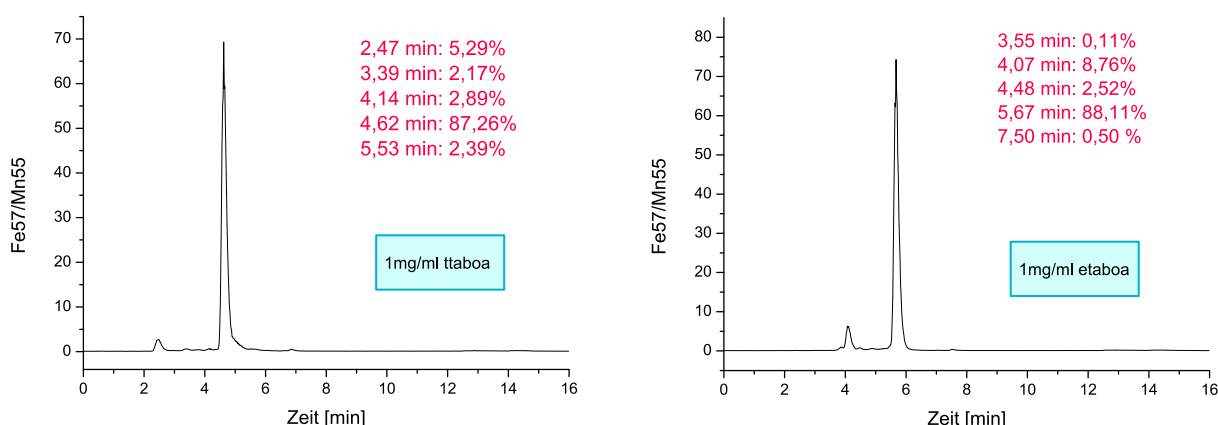 Fe57/Mn55
70
60
50
40
30
20
10
0
0 2 4 6 8 10 12 14 16
Zeit [min]
2,47 min: 5,29%
3,39 min: 2,17%
4,14 min: 2,89%
4,62 min: 87,26%
5,53 min: 2,39%
1mg/ml ttaboa
Fe57/Mn55
80
70
60
50
40
30
20
10
0
0 2 4 6 8 10 12 14 16
Zeit [min]
3,55 min: 0,11%
4,07 min: 8,76%
4,48 min: 2,52%
5,67 min: 88,11%
7,50 min: 0,50 %
1mg/ml etaboa